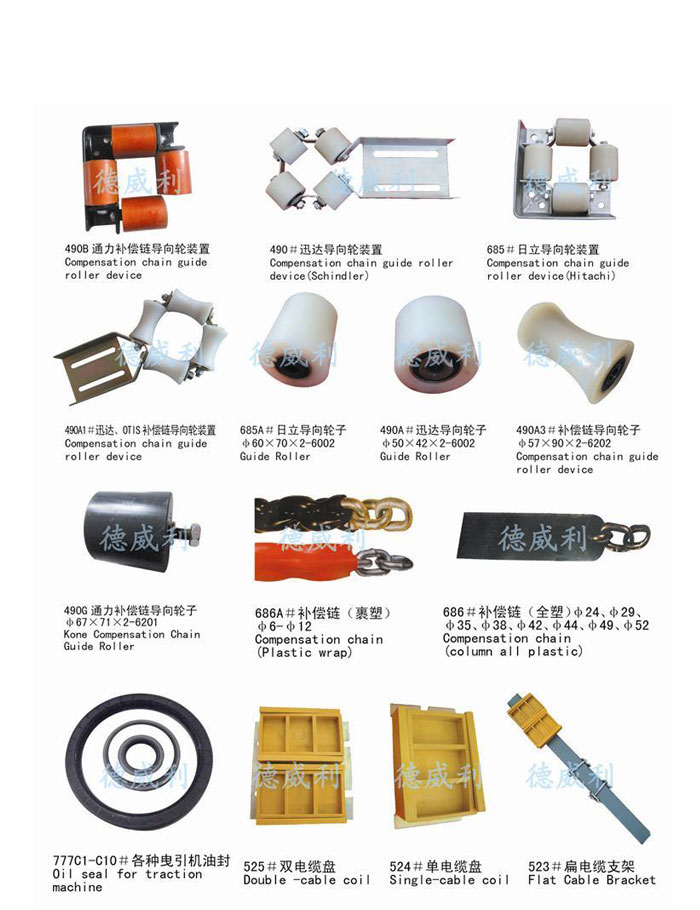 德威利
德威利
德威利
490B 通力补偿链导向轮装置
Compensation chain guide
roller device
490#迅达导向轮装置
Compensation chain guide roller
device(Schindler)
685#日立导向轮装置
Compensation chain guide
roller device(Hitachi)
德威利
德威利
德威利
德威利
490A1#迅达、OTIS补偿链导向轮装置
Compensation chain guide
roller device
685A#日立导向轮子
φ60×70×2-6002
Guide Roller
490A#迅达导向轮子
φ50×42×2-6002
Guide Roller
490A3#补偿链导向轮子
φ57×90×2-6202
Compensation chain guide
roller device
德威利
德威利
德威利
490G 通力补偿链导向轮子
φ67×71×2-6201
Kone Compensation Chain
Guide Roller
686A#补偿链（裹塑）
φ6-φ12
Compensation chain
(Plastic wrap)
686#补偿链（全塑）φ24、φ29、
φ35、φ38、φ42、φ44、φ49、φ52
Compensation chain
(column all plastic)
德威利
德威利
德威利
德威利
777C1-C10#各种曳引机油封
Oil seal for traction
machine
525#双电缆盘
Double -cable coil
524#单电缆盘
Single-cable coil
523#扁电缆支架
Flat Cable Bracket